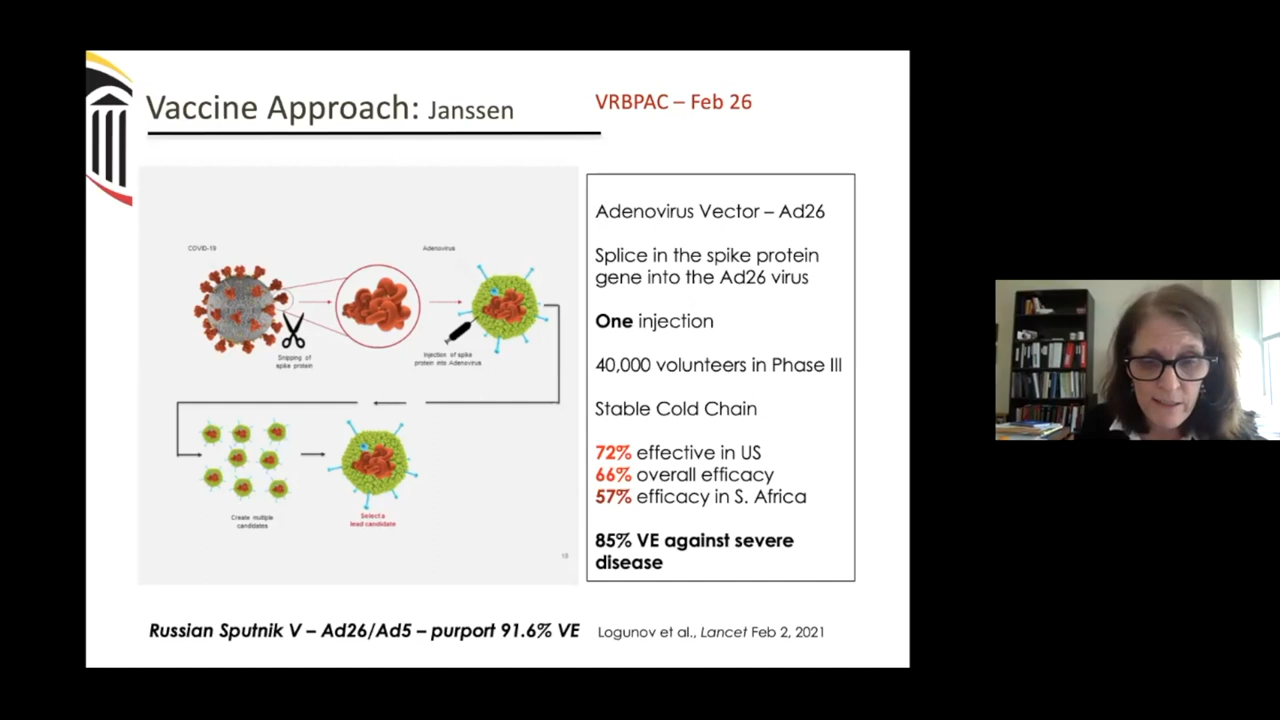 Vaccine Approach: Janssen
VRBPAC – Feb 26
COVID-19
Adenovirus
Snipping of
spike protein
Injection of spike
protein into Adenovirus
Create multiple
candidates
Select a
lead candidate
18
Adenovirus Vector – Ad26
Splice in the spike protein
gene into the Ad26 virus
One injection
40,000 volunteers in Phase III
Stable Cold Chain
72% effective in US
66% overall efficacy
57% efficacy in S. Africa
85% VE against severe
disease
Russian Sputnik V – Ad26/Ad5 – purport 91.6% VE
Logunov et al., Lancet Feb 2, 2021